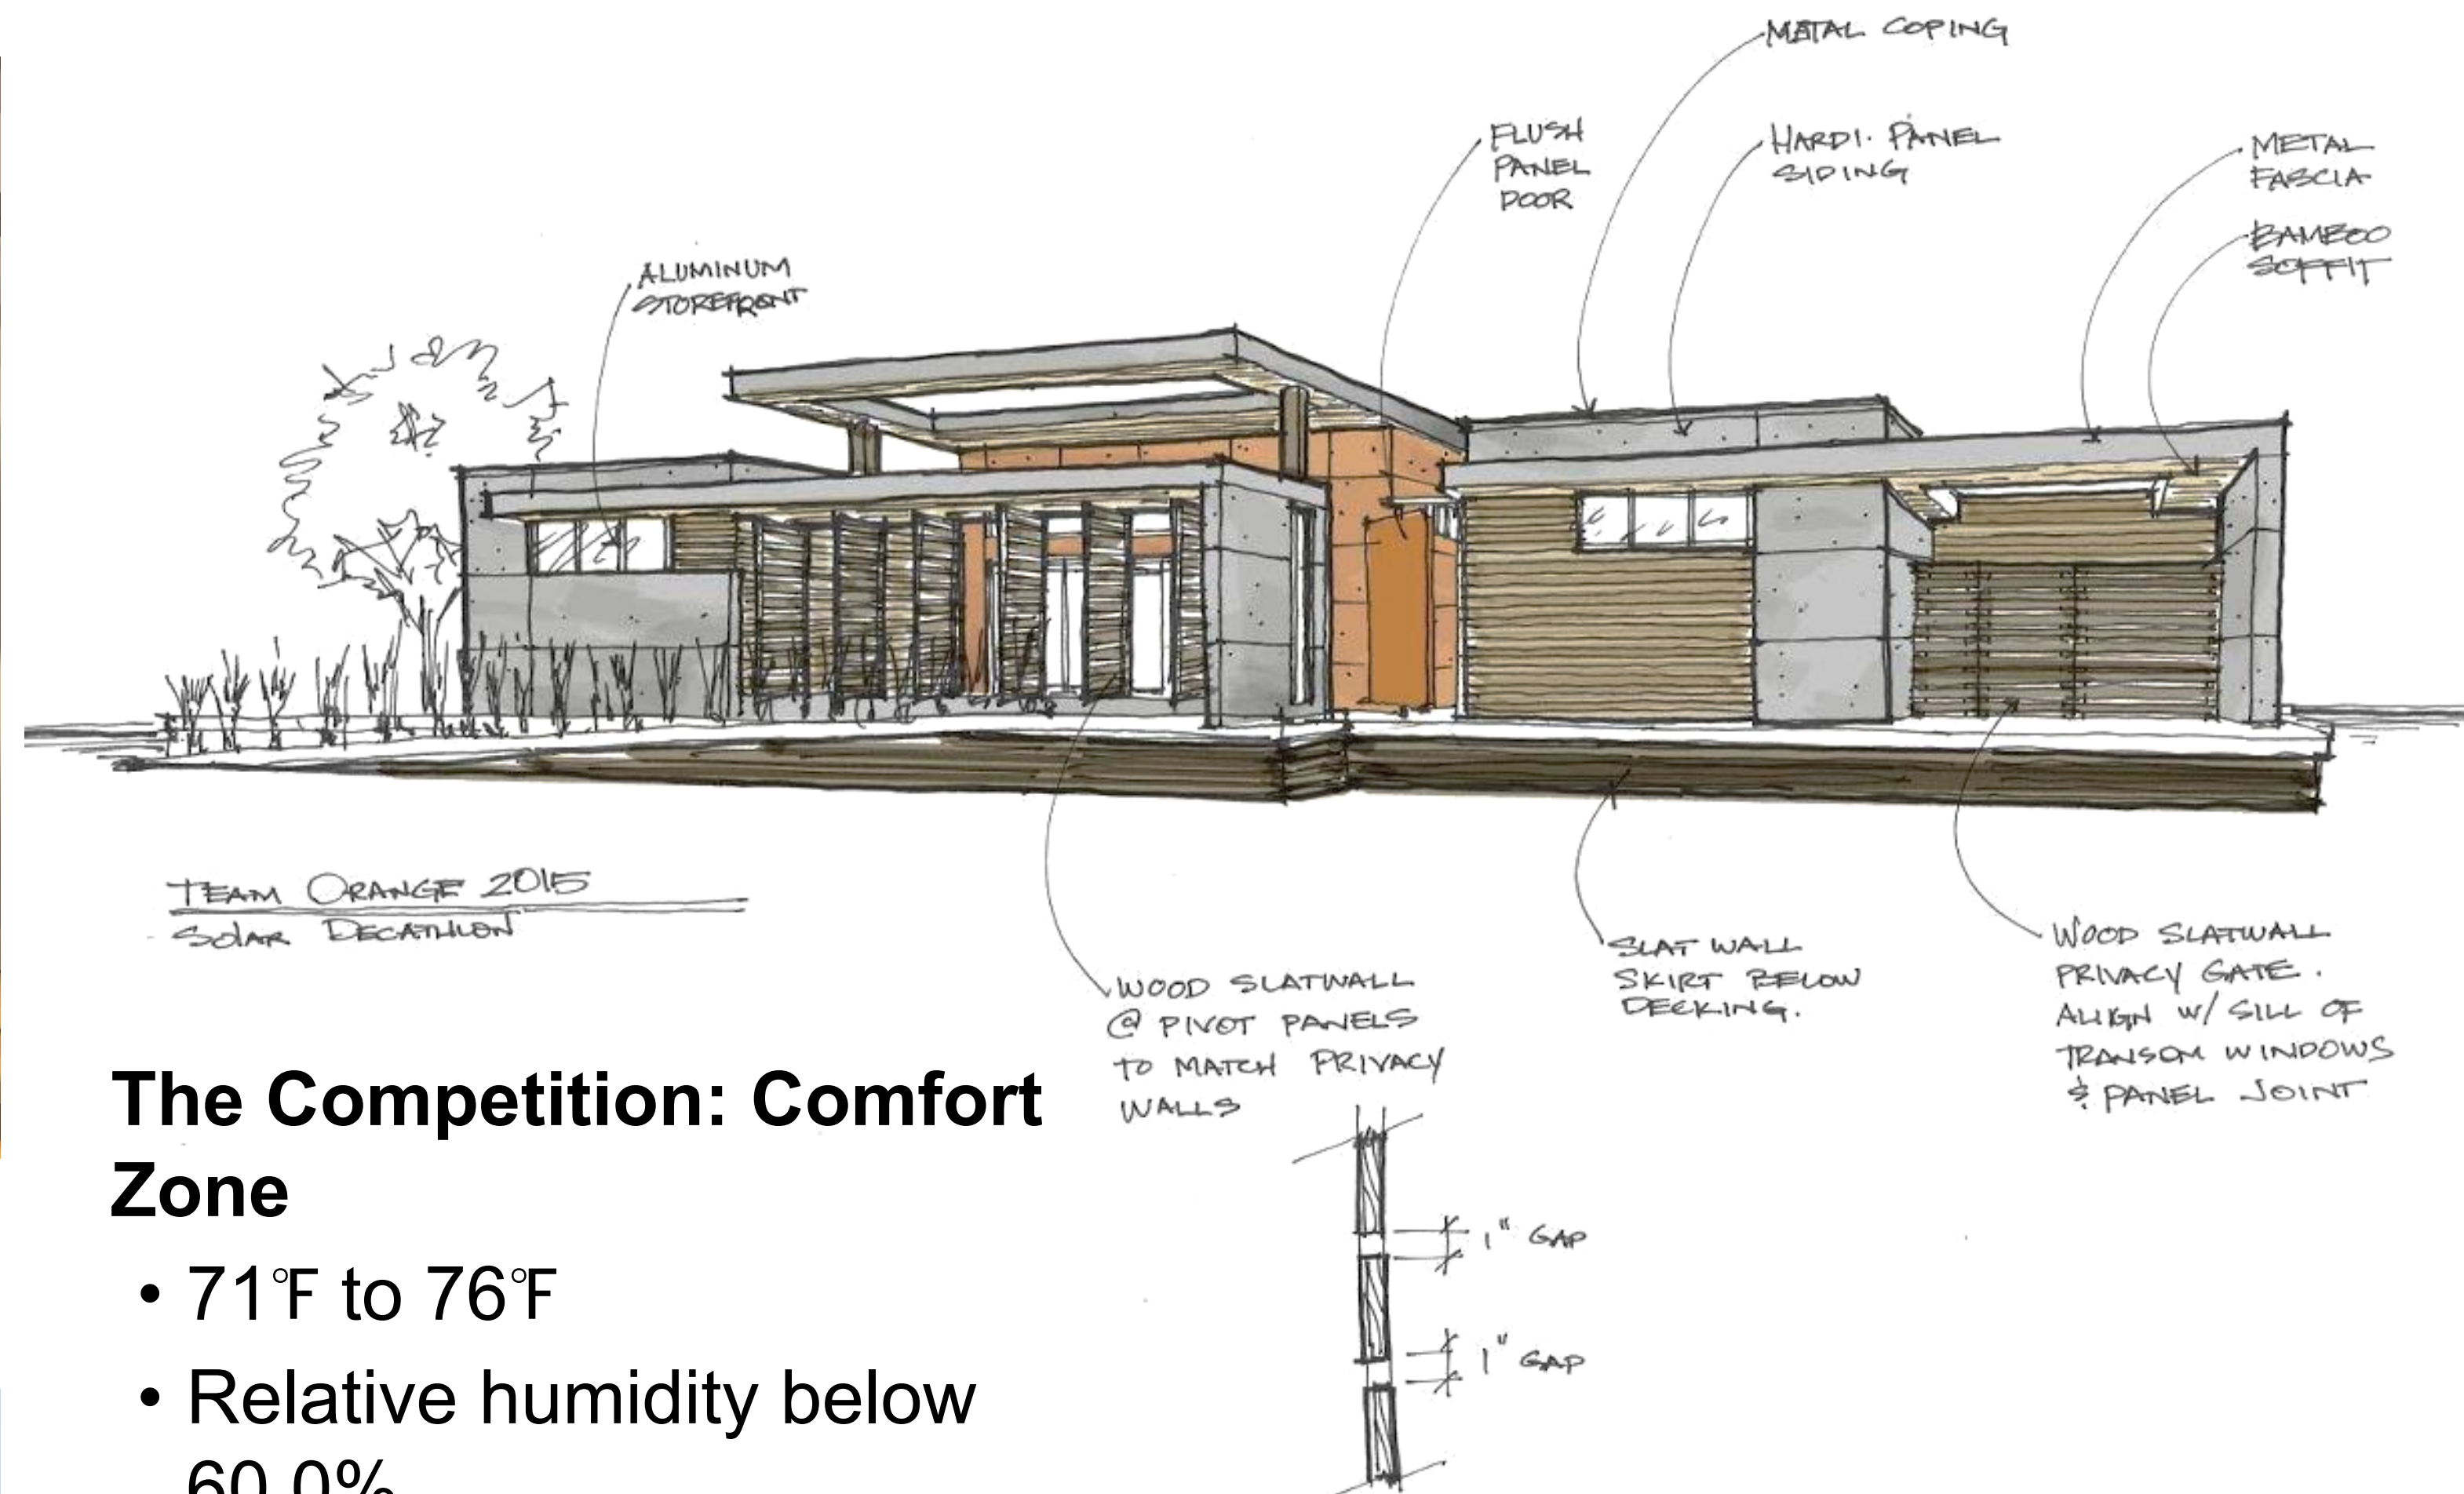 METAL COPING
FLUSH
PANEL
DOOR
HARDI. PANEL
SIDING
METAL
FASCIA
BAMBOO
SOFFIT
ALUMINUM
STOREFRONT
TEAM ORANGE 2015
SOLAR DECATHLON
WOOD SLATWALL
@ PIVOT PANELS
TO MATCH PRIVACY
WALLS
SLAT WALL
SKIRT BELOW
DECKING.
WOOD SLATWALL
PRIVACY GATE.
ALIGN W/ SILL OF
TRANSOM WINDOWS
& PANEL JOINT
The Competition: Comfort
Zone
• 71℉ to 76℉
• Relative humidity below
60.0%
1" GAP
1" GAP